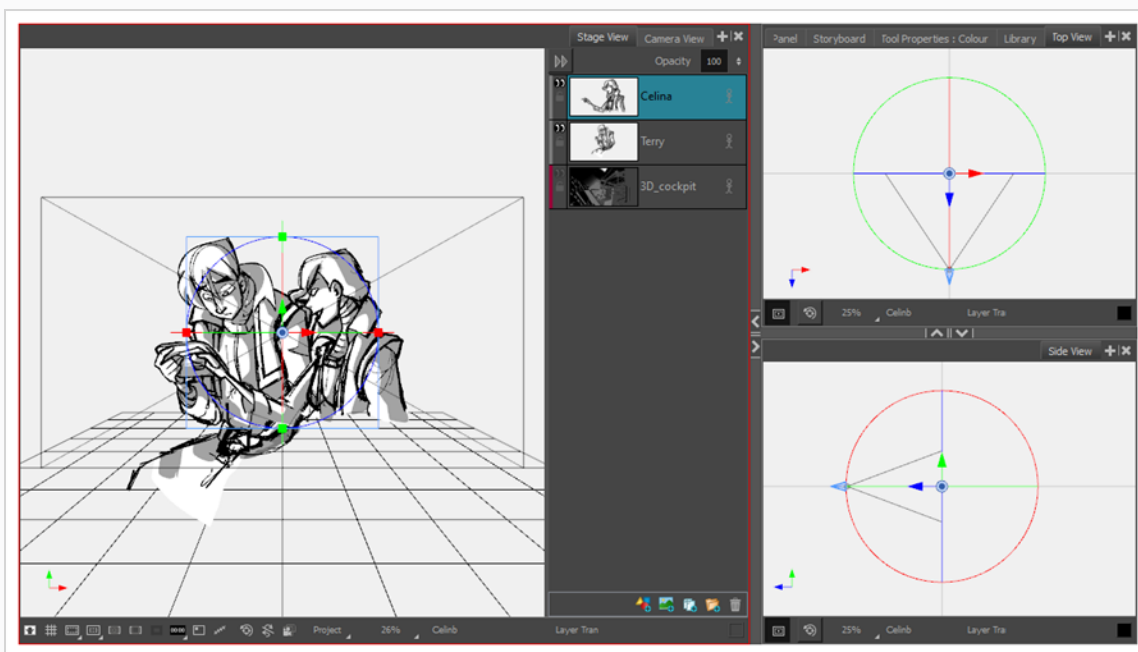 Stage View Camera View
Opacity 100
Celina
Terry
3D_cockpit
Project 26% Celinb Layer Tran
Panel Storyboard Tool Properties : Colour Library Top View
25% Celinb Layer Tra
Side View
25% Celinb Layer Tra